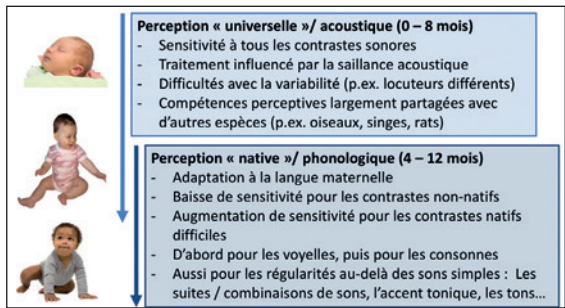 Perception « universelle »/ acoustique (0 – 8 mois)
- Sensitivité à tous les contrastes sonores
- Traitement influencé par la saillance acoustique
- Difficultés avec la variabilité (p.ex. locuteurs différents)
- Compétences perceptives largement partagées avec
d'autres espèces (p.ex. oiseaux, singes, rats)
Perception « native »/ phonologique (4 – 12 mois)
- Adaptation à la langue maternelle
- Baisse de sensitivité pour les contrastes non-natifs
- Augmentation de sensitivité pour les contrastes natifs
difficiles
- D'abord pour les voyelles, puis pour les consonnes
- Aussi pour les régularités au-delà des sons simples : Les
suites / combinaisons de sons, l'accent tonique, les tons…